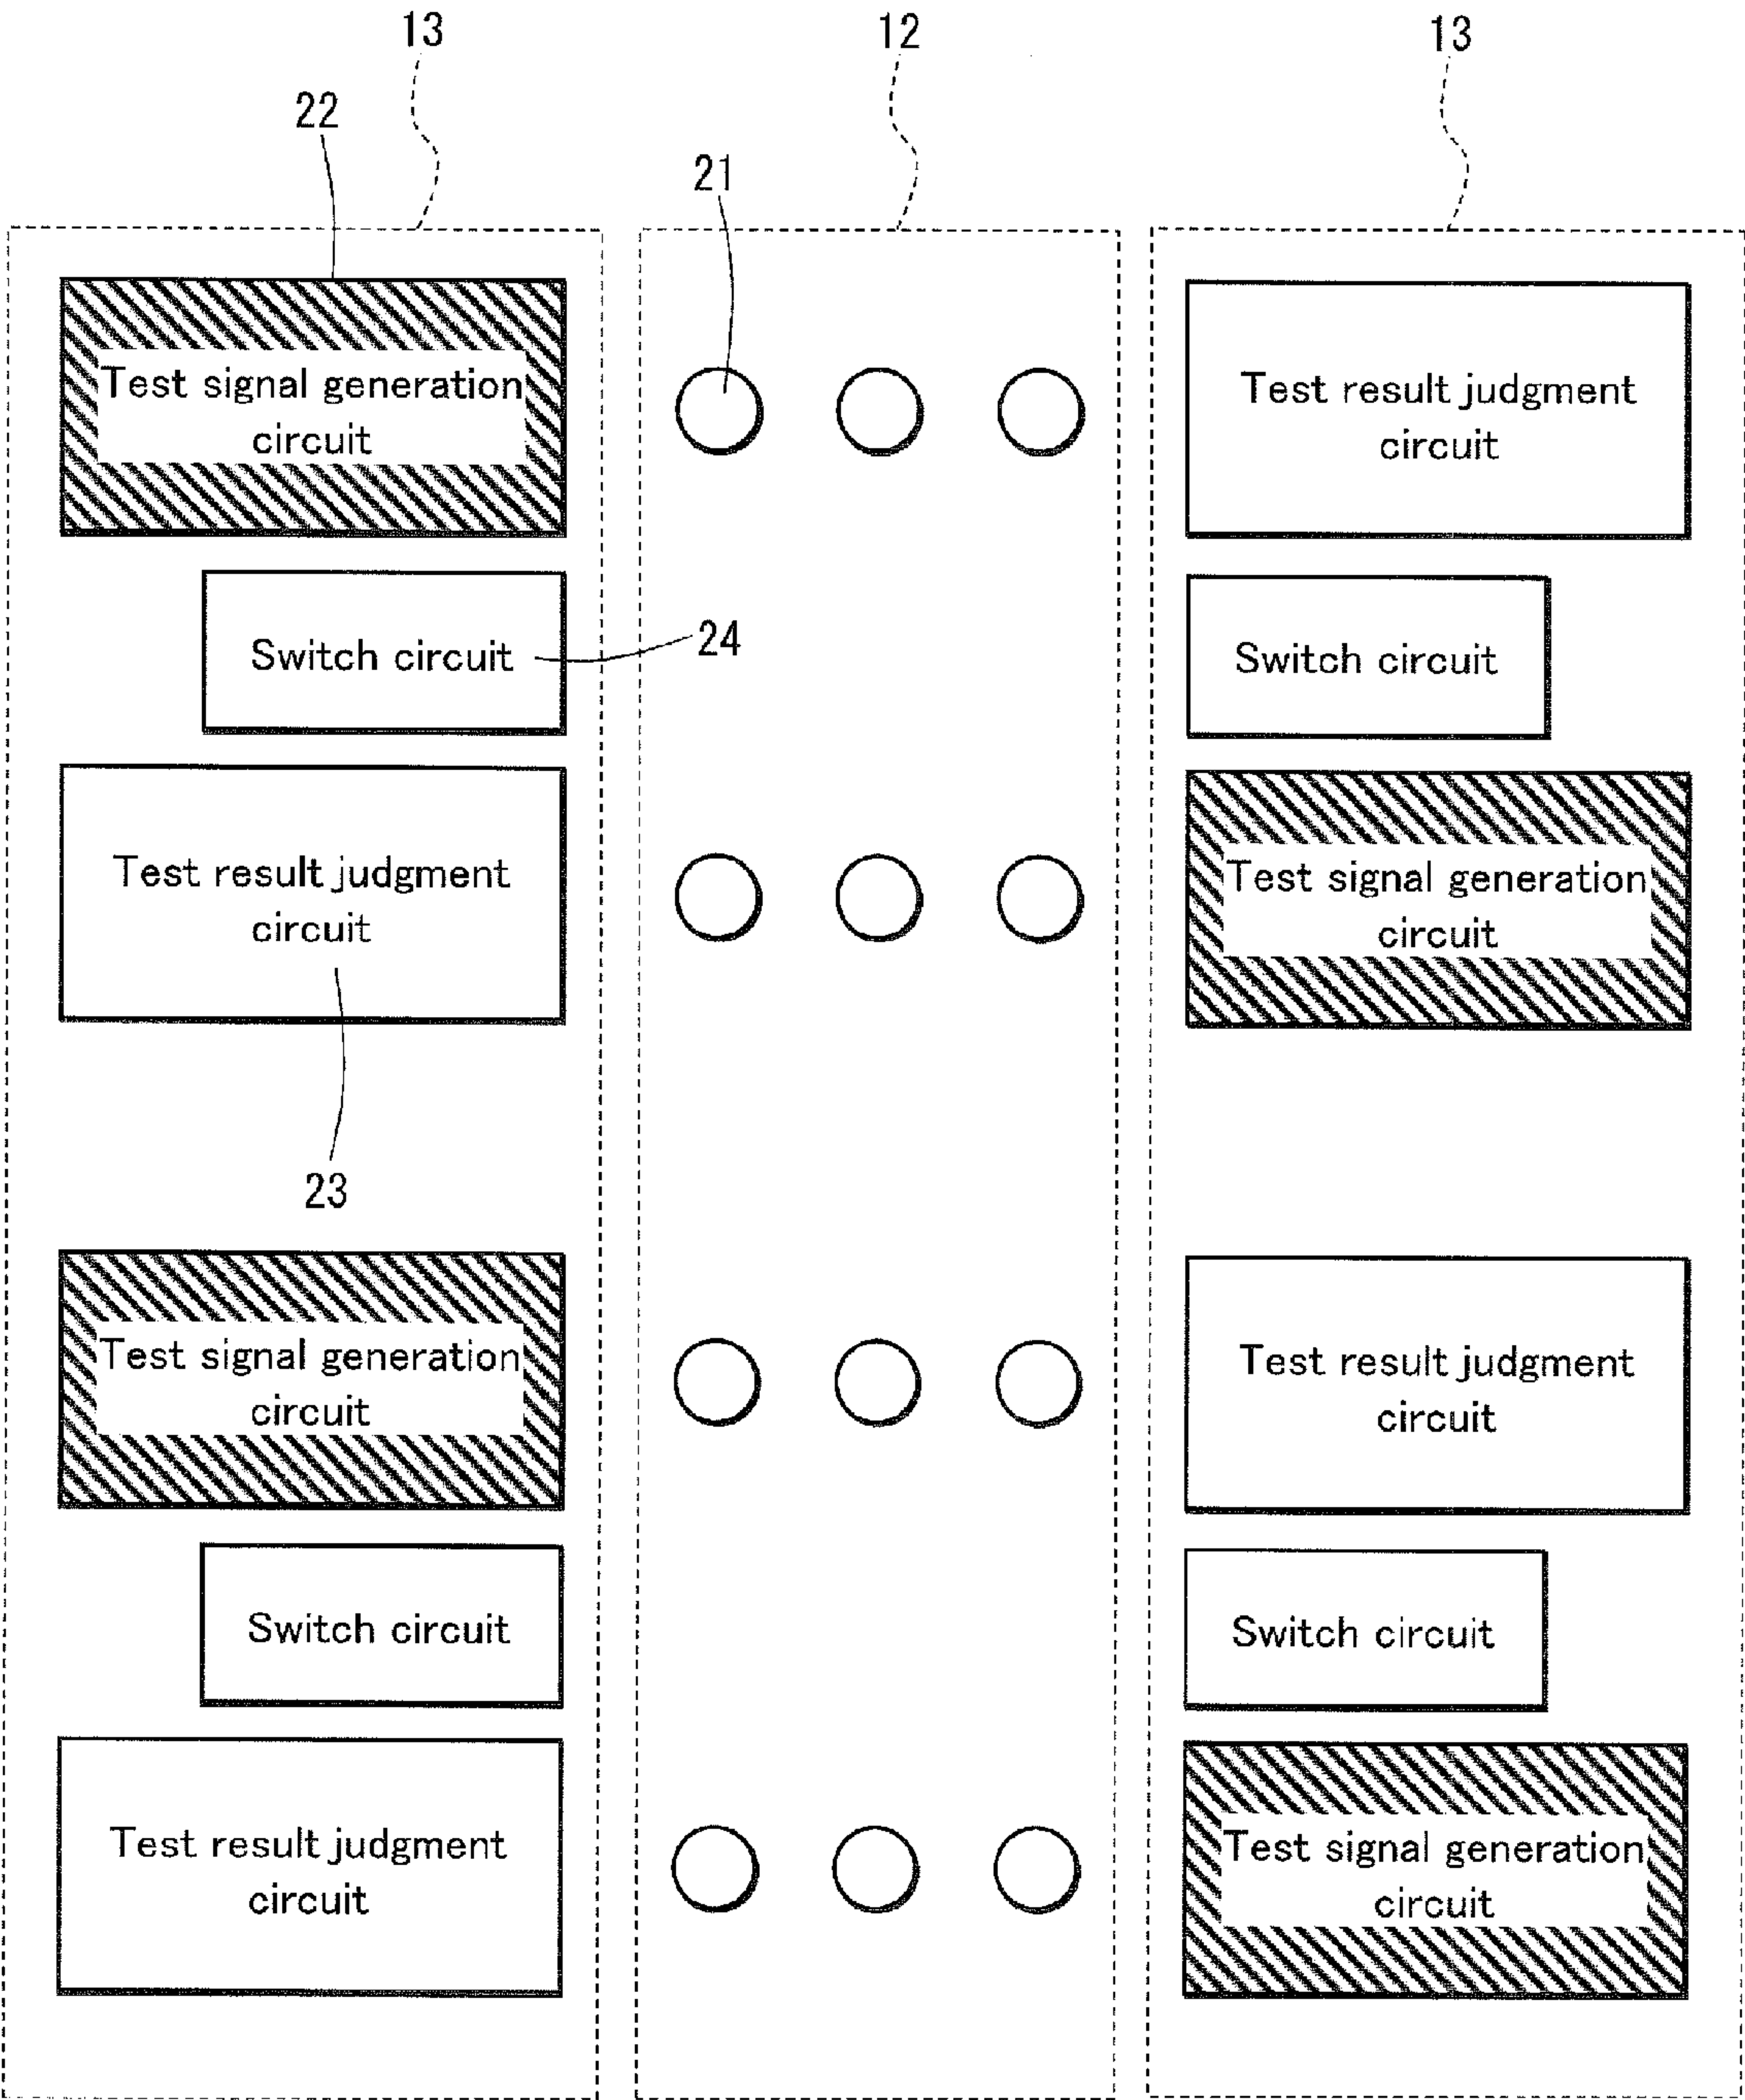 13
12
13
22
21
Test signal generation
circuit
Test result judgment
circuit
Switch circuit
24
Switch circuit
Test result judgment
circuit
Test signal generation
circuit
23
Test signal generation
circuit
Test result judgment
circuit
Switch circuit
Switch circuit
Test result judgment
circuit
Test signal generation
circuit